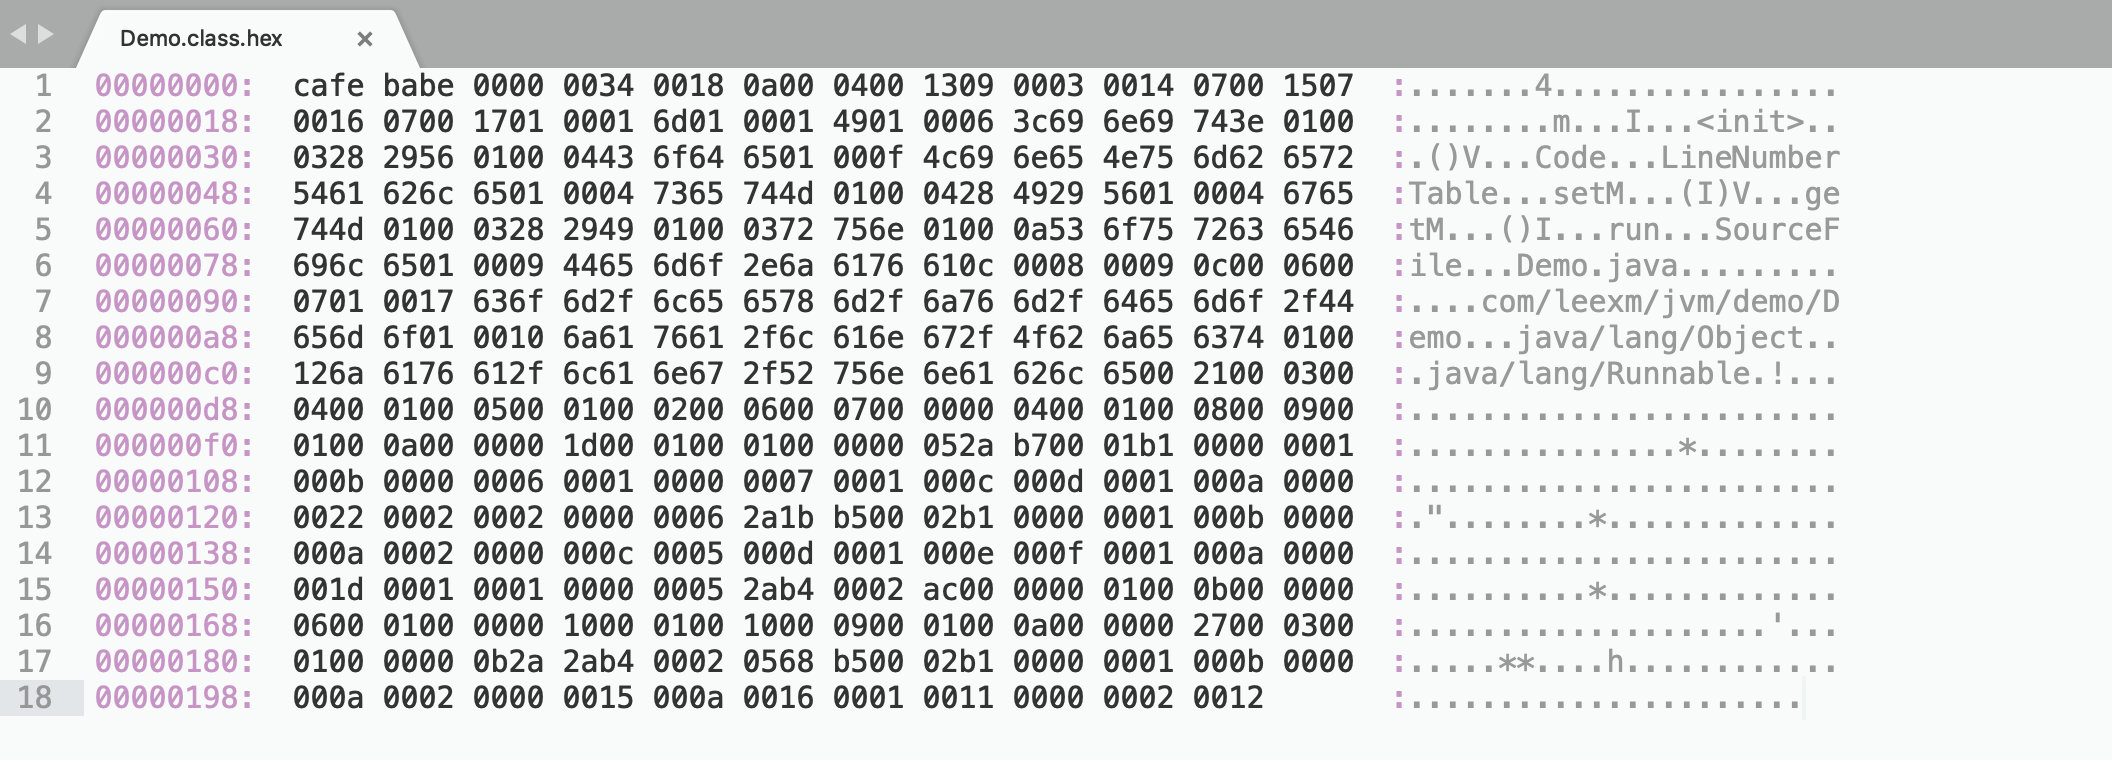 Demo.class.hex ×
1 00000000: cafe babe 0000 0034 0018 0a00 0400 1309 0003 0014 0700 1507 :.......4................
2 00000018: 0016 0700 1701 0001 6d01 0001 4901 0006 3c69 6e69 743e 0100 :........m...I...<init>..
3 00000030: 0328 2956 0100 0443 6f64 6501 000f 4c69 6e65 4e75 6d62 6572 :.()V...Code...LineNumber
4 00000048: 5461 626c 6501 0004 7365 744d 0100 0428 4929 5601 0004 6765 :Table...setM...(I)V...ge
5 00000060: 744d 0100 0328 2949 0100 0372 756e 0100 0a53 6f75 7263 6546 :tM...()I...run...SourceF
6 00000078: 696c 6501 0009 4465 6d6f 2e6a 6176 610c 0008 0009 0c00 0600 :ile...Demo.java.........
7 00000090: 0701 0017 636f 6d2f 6c65 6578 6d2f 6a76 6d2f 6465 6d6f 2f44 :....com/leexm/jvm/demo/D
8 000000a8: 656d 6f01 0010 6a61 7661 2f6c 616e 672f 4f62 6a65 6374 0100 :emo...java/lang/Object..
9 000000c0: 126a 6176 612f 6c61 6e67 2f52 756e 6e61 626c 6500 2100 0300 :.java/lang/Runnable.!...
10 000000d8: 0400 0100 0500 0100 0200 0600 0700 0000 0400 0100 0800 0900 :........................
11 000000f0: 0100 0a00 0000 1d00 0100 0100 0000 052a b700 01b1 0000 0001 :...............*........
12 00000108: 000b 0000 0006 0001 0000 0007 0001 000c 000d 0001 000a 0000 :........................
13 00000120: 0022 0002 0002 0000 0006 2a1b b500 02b1 0000 0001 000b 0000 :."........*.............
14 00000138: 000a 0002 0000 000c 0005 000d 0001 000e 000f 0001 000a 0000 :........................
15 00000150: 001d 0001 0001 0000 0005 2ab4 0002 ac00 0000 0100 0b00 0000 :..........*.............
16 00000168: 0600 0100 0000 1000 0100 1000 0900 0100 0a00 0000 2700 0300 :....................'...
17 00000180: 0100 0000 0b2a 2ab4 0002 0568 b500 02b1 0000 0001 000b 0000 :.....**....h............
18 00000198: 000a 0002 0000 0015 000a 0016 0001 0011 0000 0002 0012 :......................